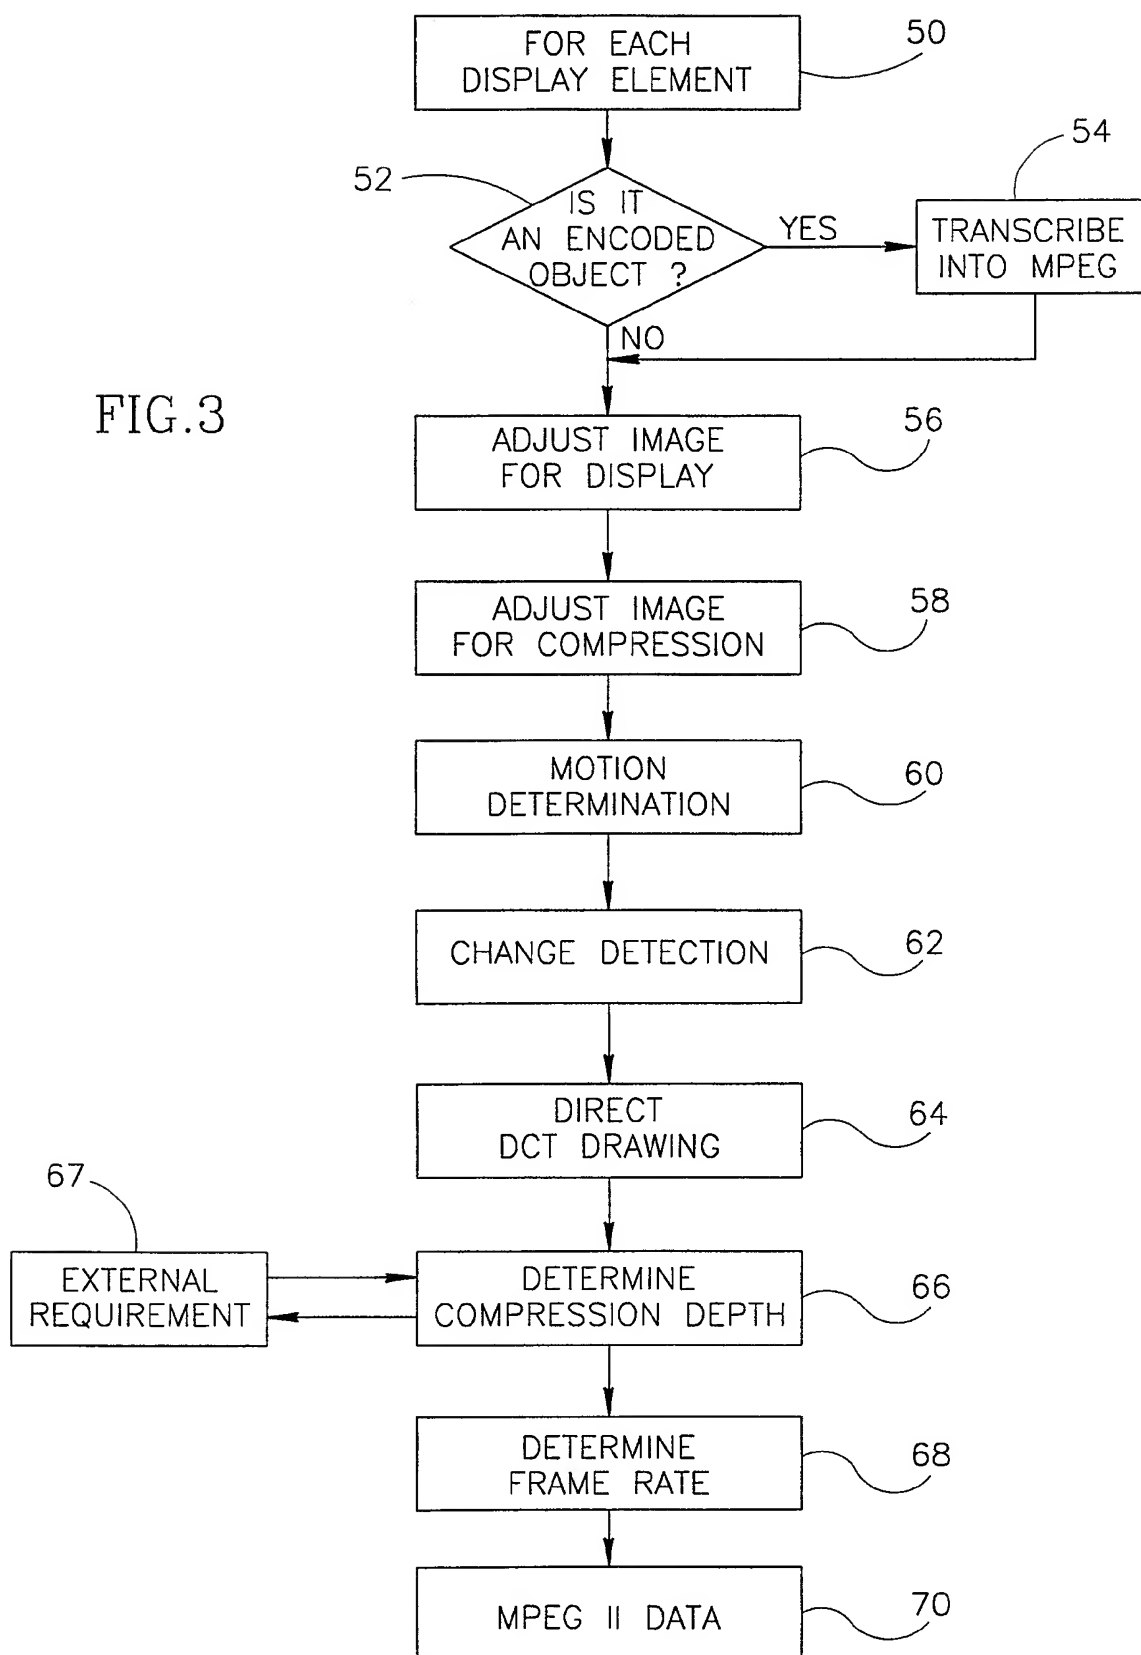 FOR EACH
DISPLAY ELEMENT
50
52
IS IT
AN ENCODED
OBJECT ?
YES
54
TRANSCRIBE
INTO MPEG
NO
FIG.3
ADJUST IMAGE
FOR DISPLAY
56
ADJUST IMAGE
FOR COMPRESSION
58
MOTION
DETERMINATION
60
CHANGE DETECTION
62
DIRECT
DCT DRAWING
64
67
EXTERNAL
REQUIREMENT
DETERMINE
COMPRESSION DEPTH
66
DETERMINE
FRAME RATE
68
MPEG II DATA
70